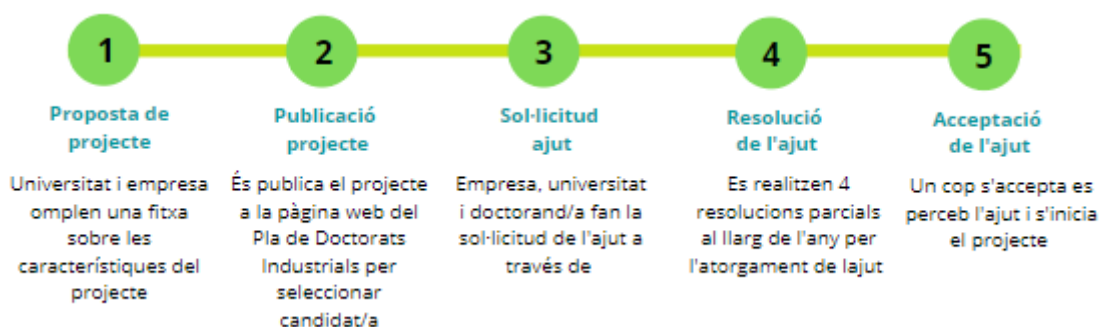 1
Proposta de
projecte
Universitat i empresa
omplen una fitxa
sobre les
característiques del
projecte
2
Publicació
projecte
És publica el projecte
a la pàgina web del
Pla de Doctorats
Industrials per
seleccionar
candidat/a
3
Sol·licitud
ajut
Empresa, universitat
i doctorand/a fan la
sol·licitud de l'ajut a
través de
4
Resolució
de l'ajut
Es realitzen 4
resolucions parcials
al llarg de l'any per
l'atorgament de lajut
5
Acceptació
de l'ajut
Un cop s'accepta es
perceb l'ajut i s'inicia
el projecte